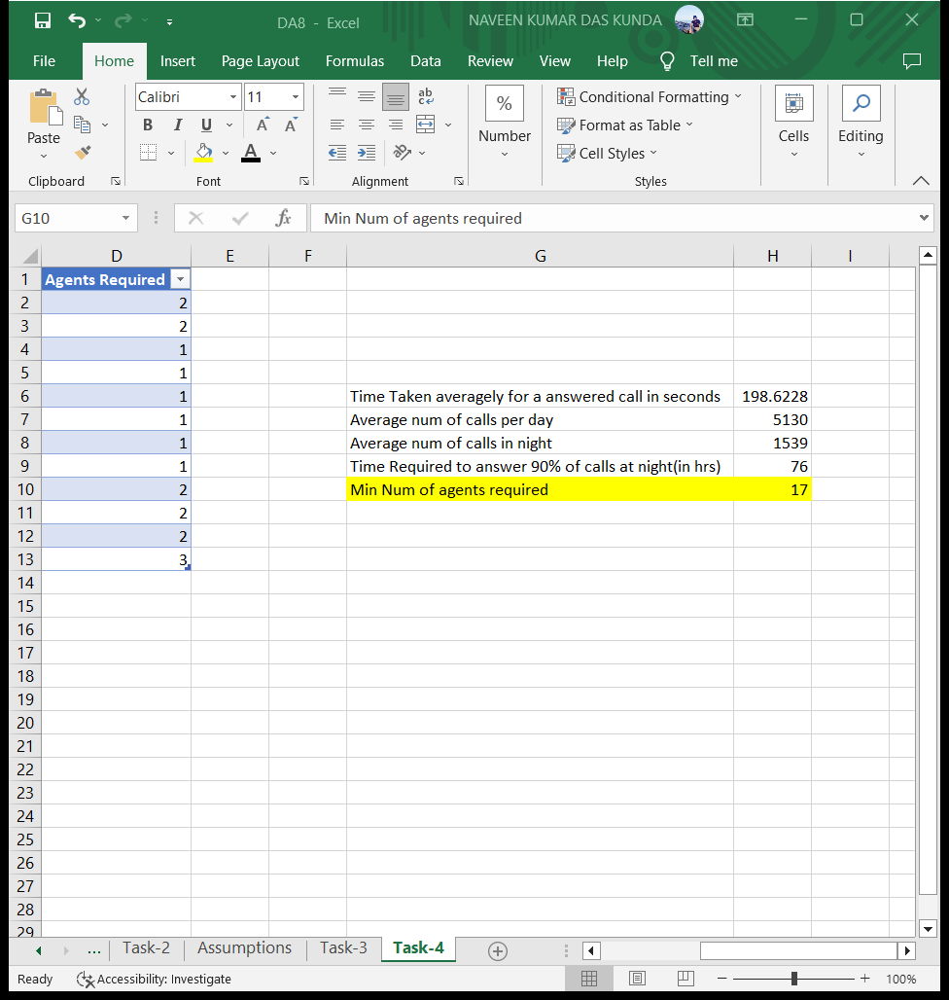 DA8 - Excel
NAVEEN KUMAR DAS KUNDA
File Home Insert Page Layout Formulas Data Review View Help Tell me
Paste
Clipboard
Calibri 11
B I U A A
A
Font
ab
Alignment
%
Number
Conditional Formatting
Format as Table
Cell Styles
Styles
Cells
Editing
G10 fx Min Num of agents required
D E F G H I
1 Agents Required
2 2
3 2
4 1
5 1
6 1 Time Taken averagely for a answered call in seconds 198.6228
7 1 Average num of calls per day 5130
8 1 Average num of calls in night 1539
9 1 Time Required to answer 90% of calls at night(in hrs) 76
10 2 Min Num of agents required 17
11 2
12 2
13 3
14
15
16
17
18
19
20
21
22
23
24
25
26
27
28
29
... Task-2 Assumptions Task-3 Task-4
Ready Accessibility: Investigate 100%